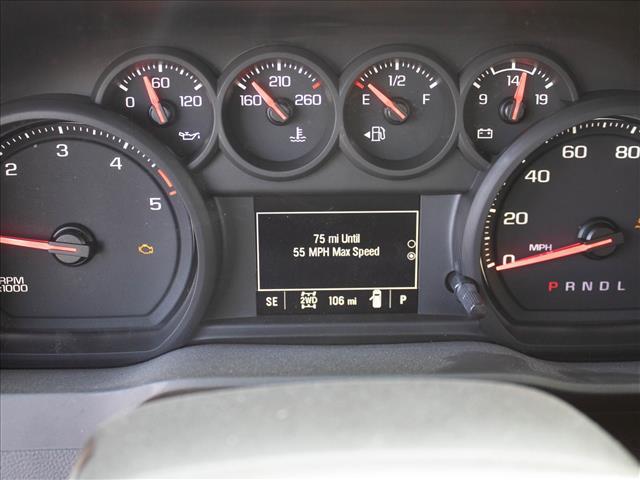 0 60 120
160 210 260
E 1/2 F
9 14 19
2 3 4 5
RPM
x1000
0 20 40 60 80
MPH
P R N D L
75 mi Until
55 MPH Max Speed
SE 2WD 106 mi P